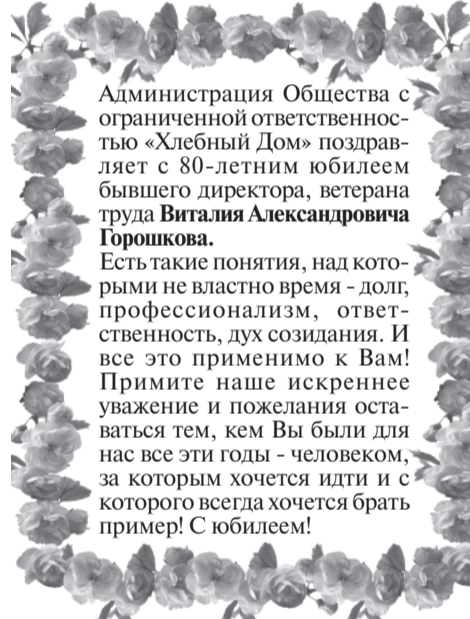 Администрация Общества с
ограниченной ответственнос-
тью «Хлебный Дом» поздрав-
ляет с 80-летним юбилеем
бывшего директора, ветерана
труда Виталия Александровича
Горошкова.
Есть такие понятия, над кото-
рыми не властно время - долг,
профессионализм, ответ-
ственность, дух созидания. И
все это применимо к Вам!
Примите наше искреннее
уважение и пожелания оста-
ваться тем, кем Вы были для
нас все эти годы - человеком,
за которым хочется идти и с
которого всегда хочется брать
пример! С юбилеем!